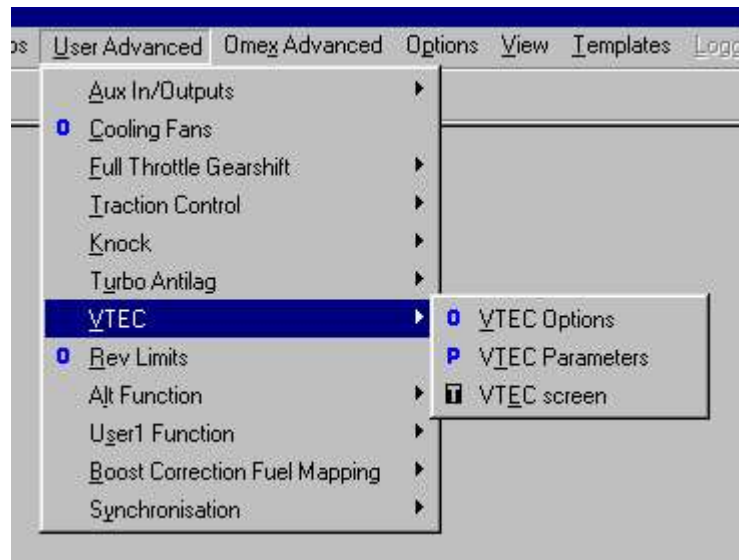 User Advanced Omex Advanced Options View Templates
Aux In/Outputs
O Cooling Fans
Full Throttle Gearshift
Traction Control
Knock
Turbo Antilag
VTEC
O VTEC Options
O Rev Limits
P VTEC Parameters
Alt Function
T VTEC screen
User1 Function
Boost Correction Fuel Mapping
Synchronisation